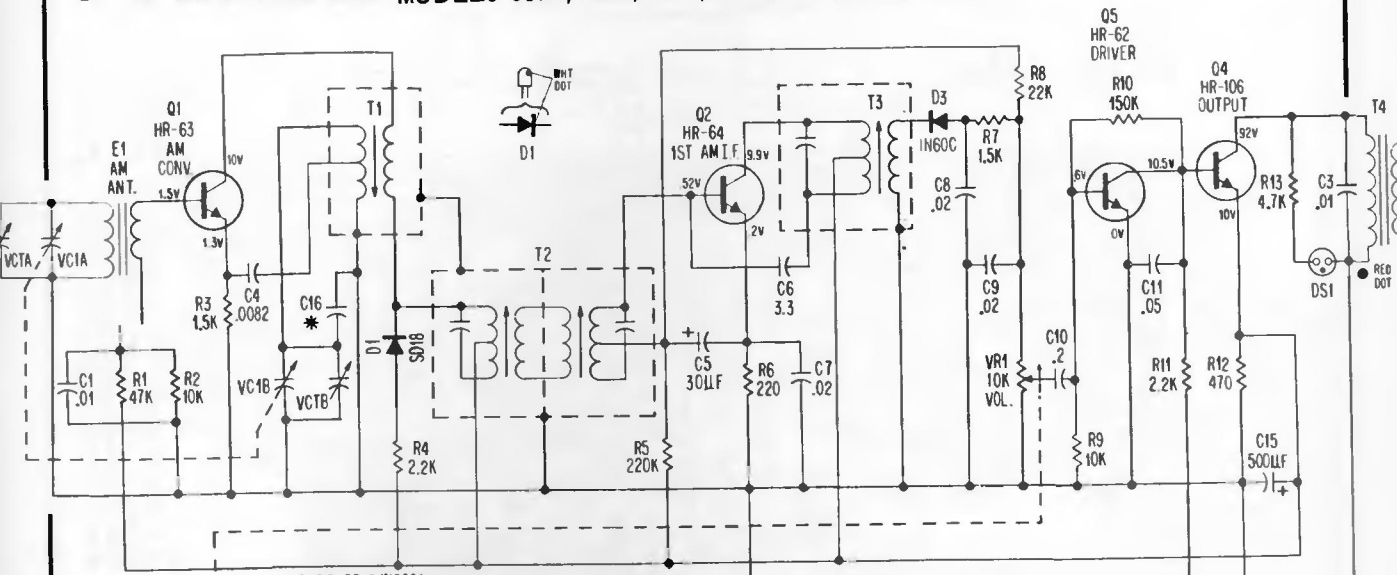 Q5
HR-62
DRIVER
WHT
DOT
D1
T1
Q1
HR-63
AM
CONV.
10V
1.5V
1.3V
E1
AM
ANT.
VCTA
VC1A
R3
1.5K
C4
.0082
C16
*
C1
.01
R1
47K
R2
10K
VC1B
VCTB
D1
SD18
R4
2.2K
T2
Q2
HR-64
1ST AM I.F.
9.9V
.52V
.2V
C6
3.3
T3
+
C5
30µF
R6
220
C7
.02
R5
220K
D3
1N60C
R8
22K
R7
1.5K
C8
.02
C9
.02
VR1
10K
VOL.
C10
.2
R9
10K
R10
150K
.6V
10.5V
0V
C11
.05
R11
2.2K
Q4
HR-106
OUTPUT
92V
10V
R12
470
R13
4.7K
C3
.01
DS1
T4
RED
DOT
C15
500µF
+